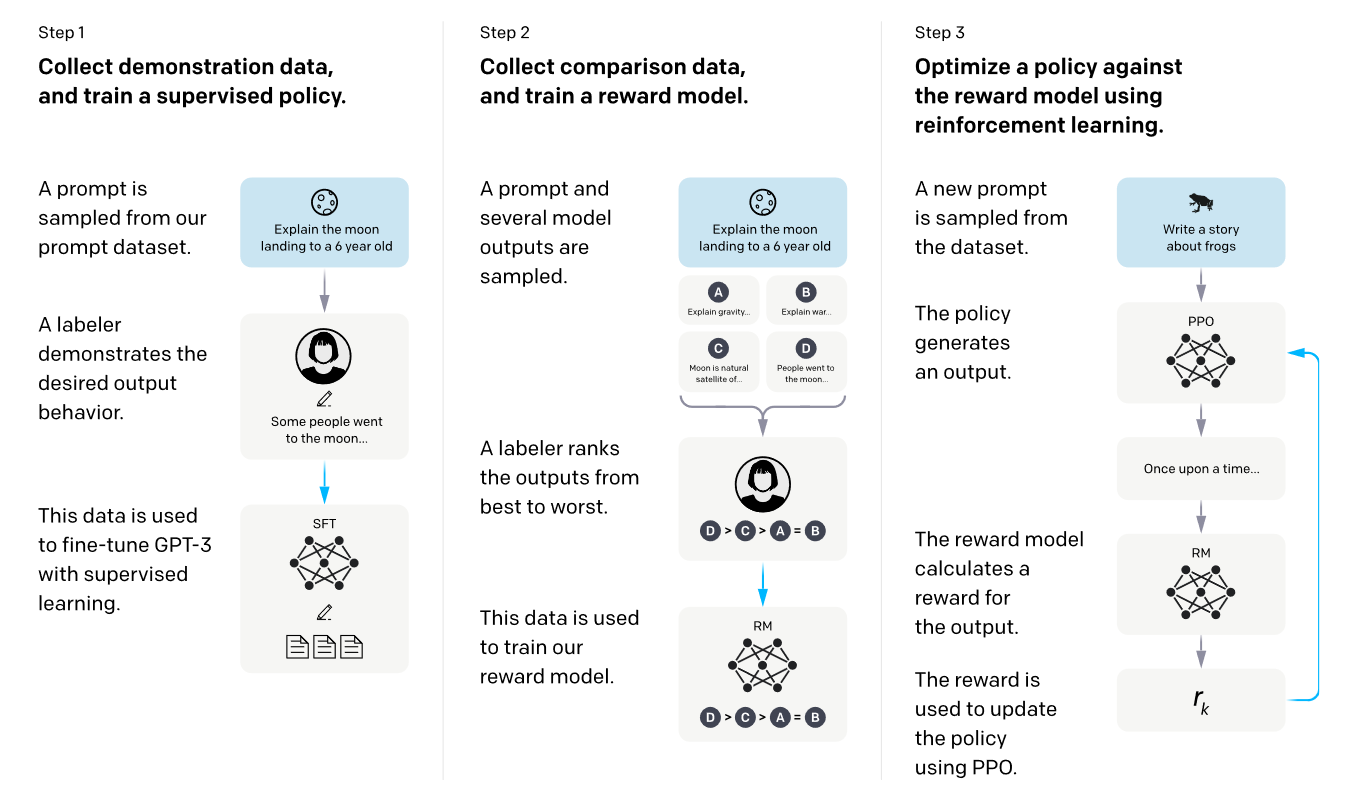 Step 1
Collect demonstration data,
and train a supervised policy.
A prompt is
sampled from our
prompt dataset.
Explain the moon
landing to a 6 year old
A labeler
demonstrates the
desired output
behavior.
Some people went
to the moon...
This data is used
to fine-tune GPT-3
with supervised
learning.
SFT
Step 2
Collect comparison data,
and train a reward model.
A prompt and
several model
outputs are
sampled.
Explain the moon
landing to a 6 year old
A
Explain gravity...
B
Explain war...
C
Moon is natural
satellite of...
D
People went to
the moon...
A labeler ranks
the outputs from
best to worst.
D > C > A = B
This data is used
to train our
reward model.
RM
D > C > A = B
Step 3
Optimize a policy against
the reward model using
reinforcement learning.
A new prompt
is sampled from
the dataset.
Write a story
about frogs
The policy
generates
an output.
PPO
Once upon a time...
The reward model
calculates a
reward for
the output.
RM
The reward is
used to update
the policy
using PPO.
rk